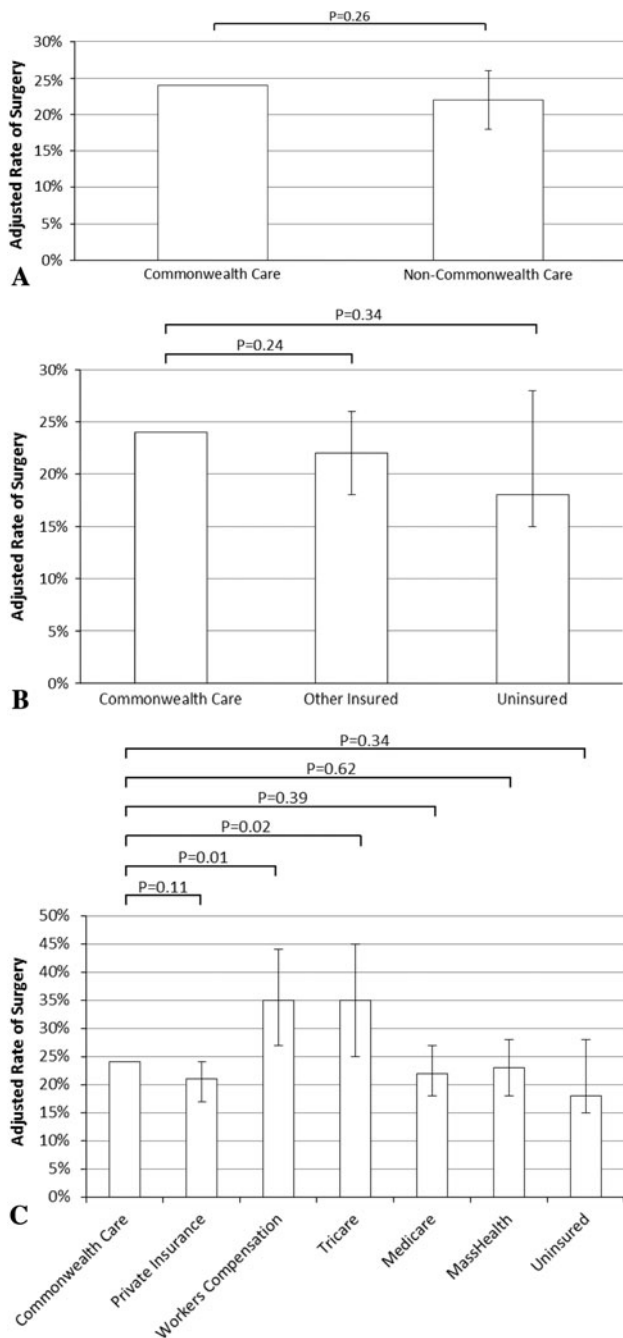 P=0.26
Adjusted Rate of Surgery
30%
25%
20%
15%
10%
5%
0%
Commonwealth Care Non-Commonwealth Care
A
P=0.34
P=0.24
Adjusted Rate of Surgery
30%
25%
20%
15%
10%
5%
0%
Commonwealth Care Other Insured Uninsured
B
P=0.34
P=0.62
P=0.39
P=0.02
P=0.01
P=0.11
Adjusted Rate of Surgery
50%
45%
40%
35%
30%
25%
20%
15%
10%
5%
0%
C
Commonwealth Care
Private Insurance
Workers Compensation
Tricare
Medicare
MassHealth
Uninsured